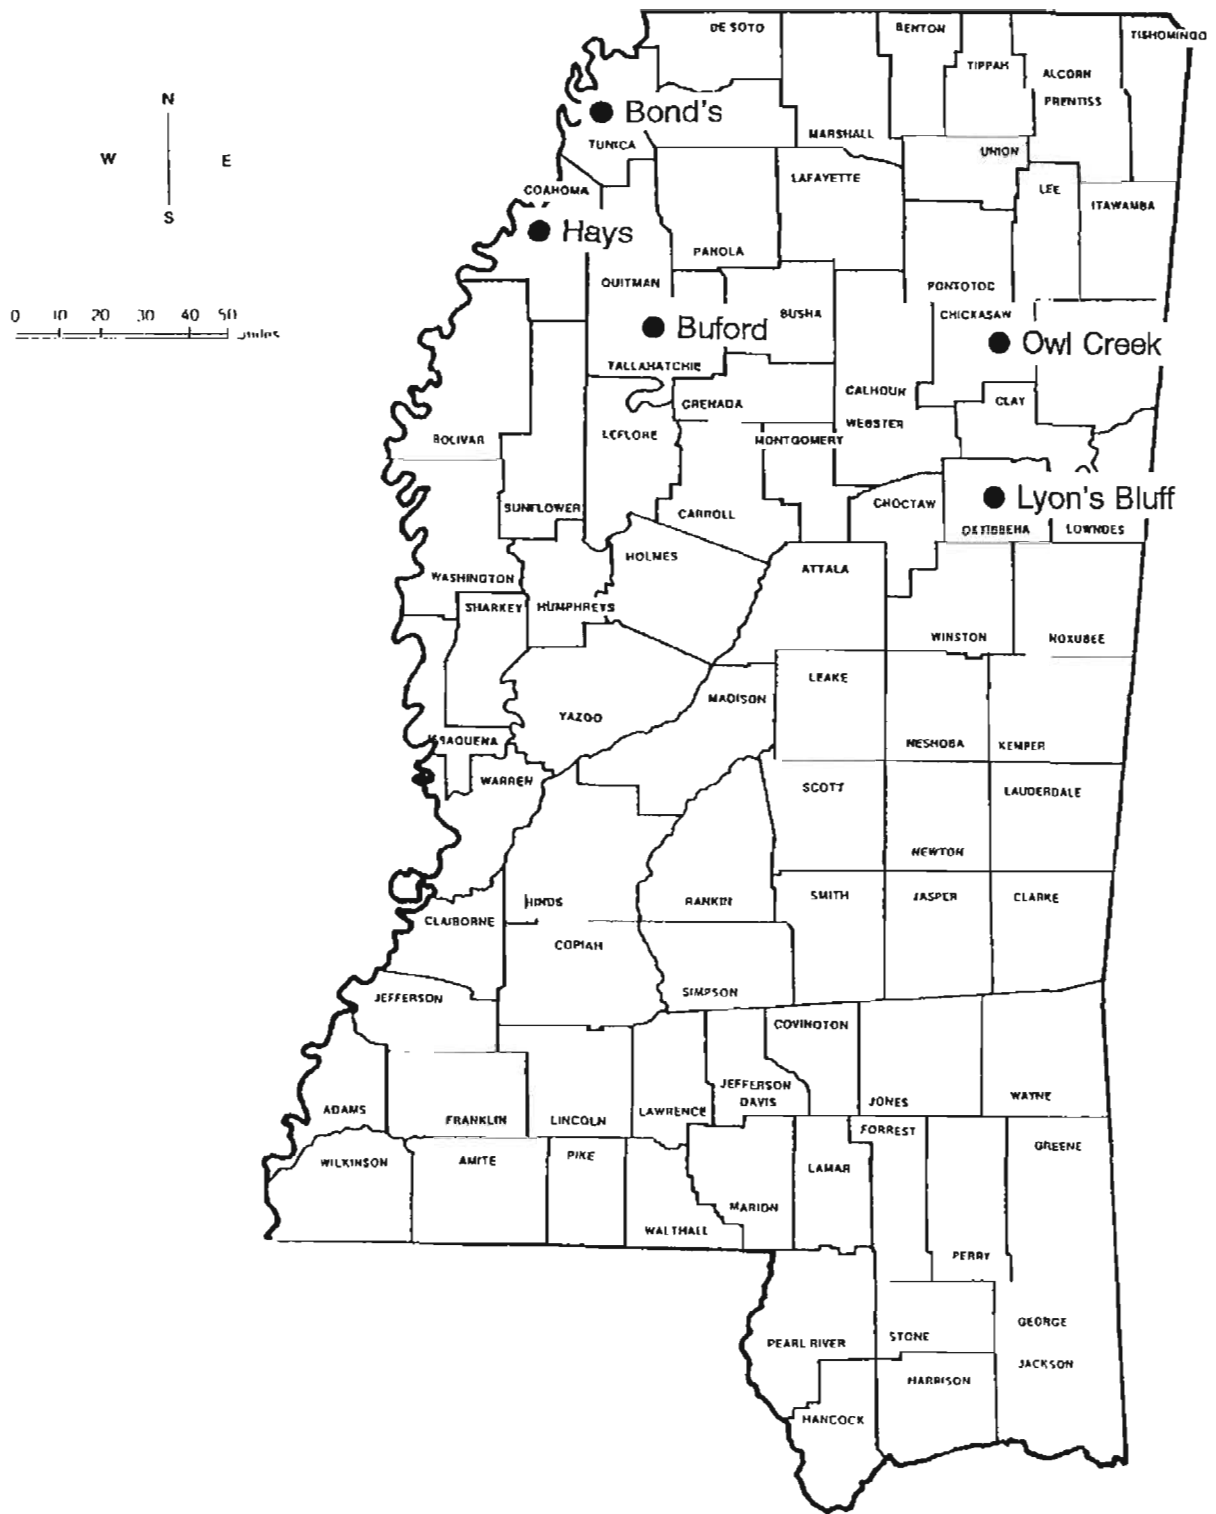 DE SOTO
BENTON
TISHOMINGO
TIPPAH
ALCORN
PRENTISS
N
W E
S
Bond's
TUNICA
MARSHALL
UNION
COAHOMA
LAFAYETTE
LEE
ITAWAMBA
Hays
PANOLA
QUITMAN
PONTOTOC
0 10 20 30 40 50
miles
BUSHA
CHICKASAW
Buford
Owl Creek
TALLAHATCHIE
CALHOUN
CLAY
GRENADA
WEBSTER
BOLIVAR
LEFLORE
MONTGOMERY
Lyon's Bluff
SUNFLOWER
CARROLL
CHOCTAW
OKTIBBEHA
LOWNDES
HOLMES
ATTALA
WASHINGTON
SHARKEY
HUMPHREYS
WINSTON
NOXUBEE
LEAKE
MADISON
YAZOO
ISSAQUENA
NESHOBA
KEMPER
WARREN
SCOTT
LAUDERDALE
NEWTON
HINDS
RANKIN
SMITH
JASPER
CLARKE
CLAIBORNE
COPIAH
JEFFERSON
SIMPSON
COVINGTON
JEFFERSON
DAVIS
JONES
WAYNE
ADAMS
FRANKLIN
LINCOLN
LAWRENCE
FORREST
GREENE
WILKINSON
AMITE
PIKE
LAMAR
MARION
WALTHALL
PERRY
GEORGE
PEARL RIVER
STONE
JACKSON
HARRISON
HANCOCK